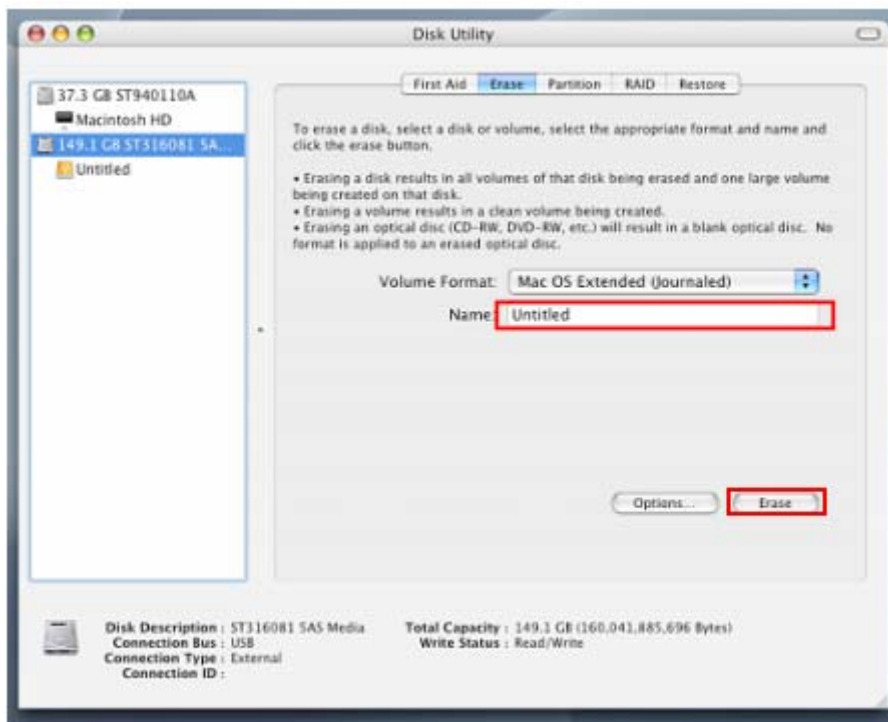 Disk Utility
37.3 GB ST940110A
Macintosh HD
149.1 GB ST316081 5A...
Untitled
First Aid Erase Partition RAID Restore
To erase a disk, select a disk or volume, select the appropriate format and name and
click the erase button.
• Erasing a disk results in all volumes of that disk being erased and one large volume
being created on that disk.
• Erasing a volume results in a clean volume being created.
• Erasing an optical disc (CD-RW, DVD-RW, etc.) will result in a blank optical disc. No
format is applied to an erased optical disc.
Volume Format: Mac OS Extended (Journaled)
Name: Untitled
Options... Erase
Disk Description : ST316081 5AS Media
Connection Bus : USB
Connection Type : External
Connection ID :
Total Capacity : 149.1 GB (160,041,885,696 Bytes)
Write Status : Read/Write